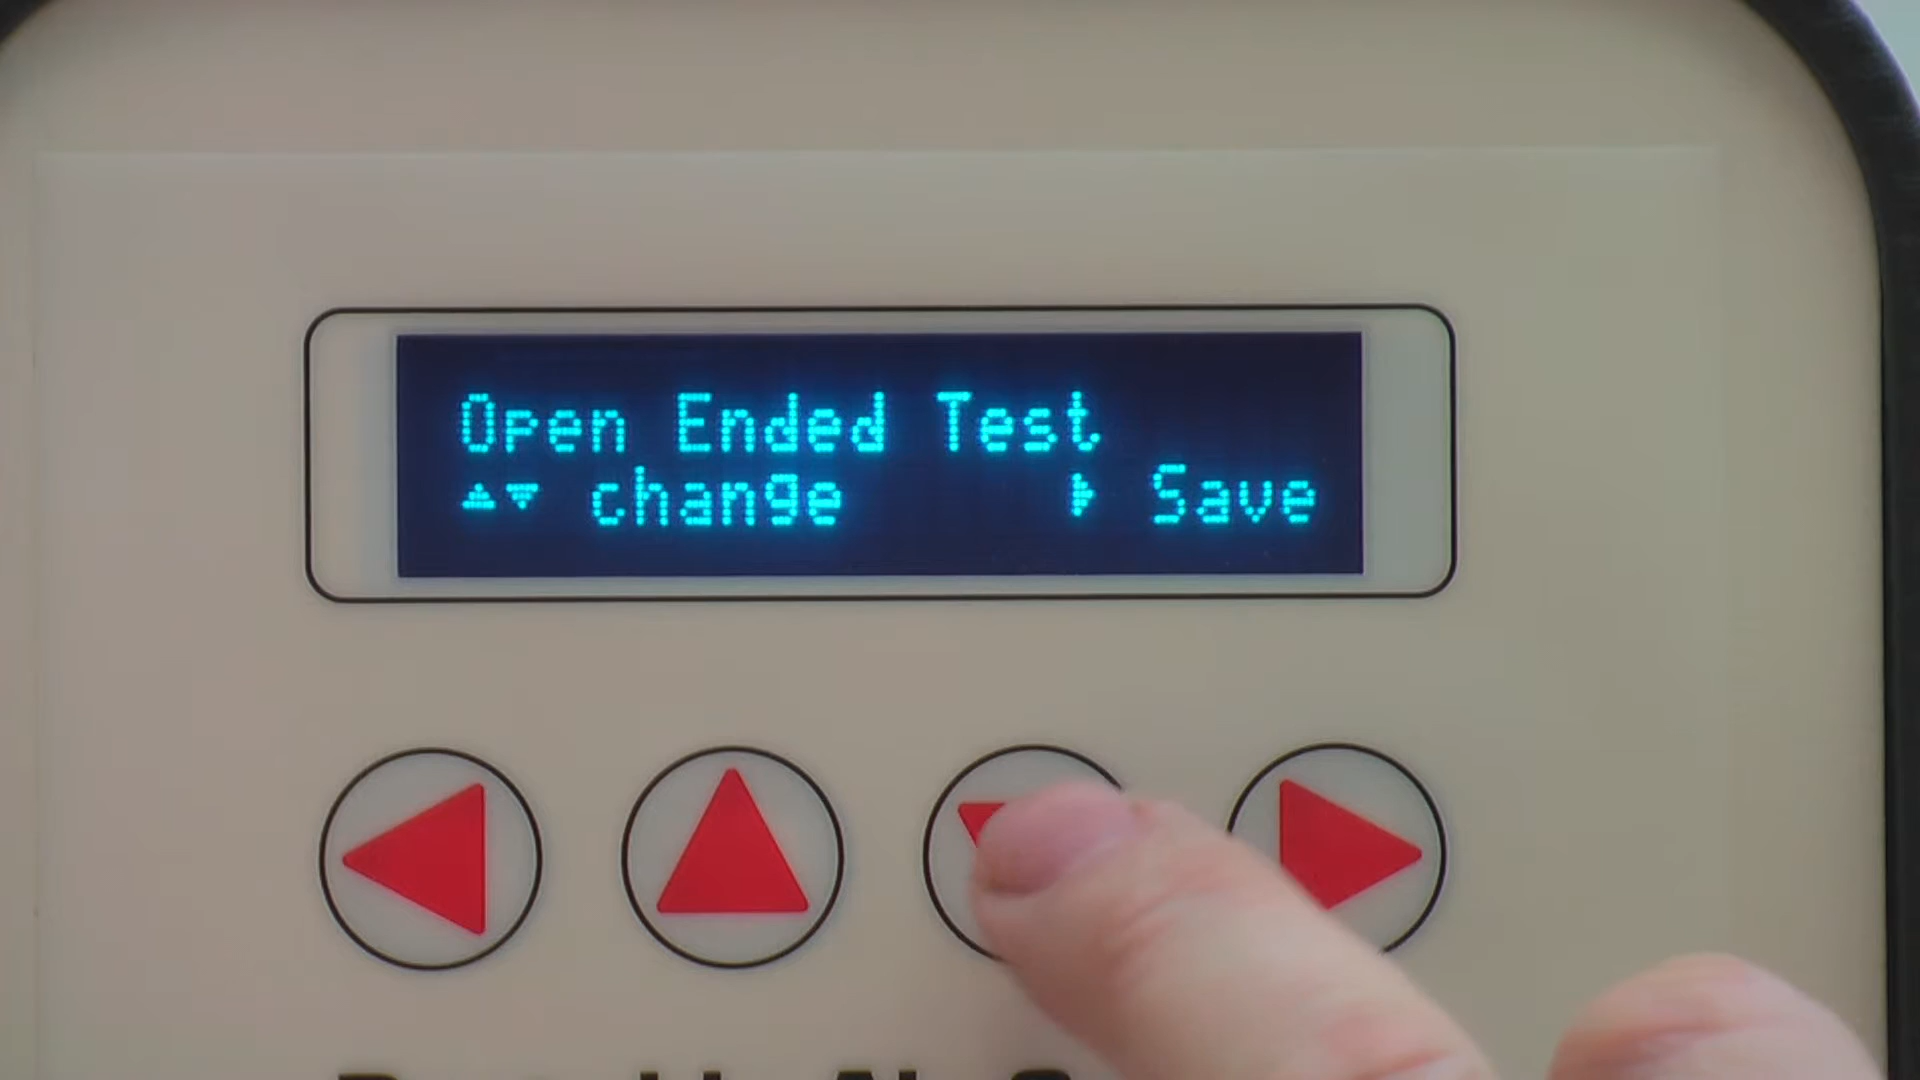 Open Ended Test
▲▼ change ▶ Save